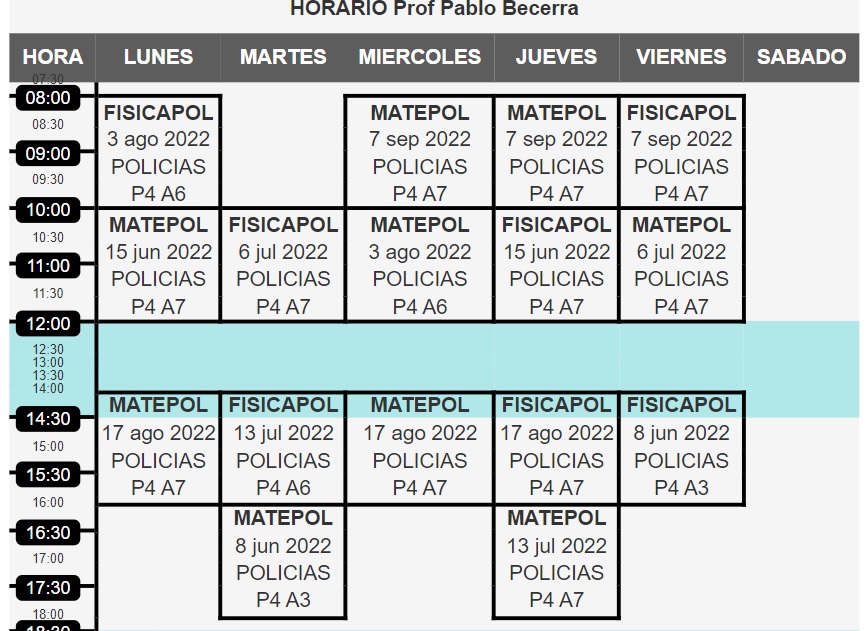 HORARIO Prof Pablo Becerra
HORA LUNES MARTES MIERCOLES JUEVES VIERNES SABADO
07:30
08:00
FISICAPOL MATEPOL MATEPOL FISICAPOL
08:30
3 ago 2022 7 sep 2022 7 sep 2022 7 sep 2022
09:00
POLICIAS POLICIAS POLICIAS POLICIAS
09:30
P4 A6 P4 A7 P4 A7 P4 A7
10:00
MATEPOL FISICAPOL MATEPOL FISICAPOL MATEPOL
10:30
15 jun 2022 6 jul 2022 3 ago 2022 15 jun 2022 6 jul 2022
11:00
POLICIAS POLICIAS POLICIAS POLICIAS POLICIAS
11:30
P4 A7 P4 A7 P4 A6 P4 A7 P4 A7
12:00
12:30
13:00
13:30
14:00
MATEPOL FISICAPOL MATEPOL FISICAPOL FISICAPOL
14:30
17 ago 2022 13 jul 2022 17 ago 2022 17 ago 2022 8 jun 2022
15:00
POLICIAS POLICIAS POLICIAS POLICIAS POLICIAS
15:30
P4 A7 P4 A6 P4 A7 P4 A7 P4 A3
16:00
MATEPOL MATEPOL
16:30
8 jun 2022 13 jul 2022
17:00
POLICIAS POLICIAS
17:30
P4 A3 P4 A7
18:00
18:30